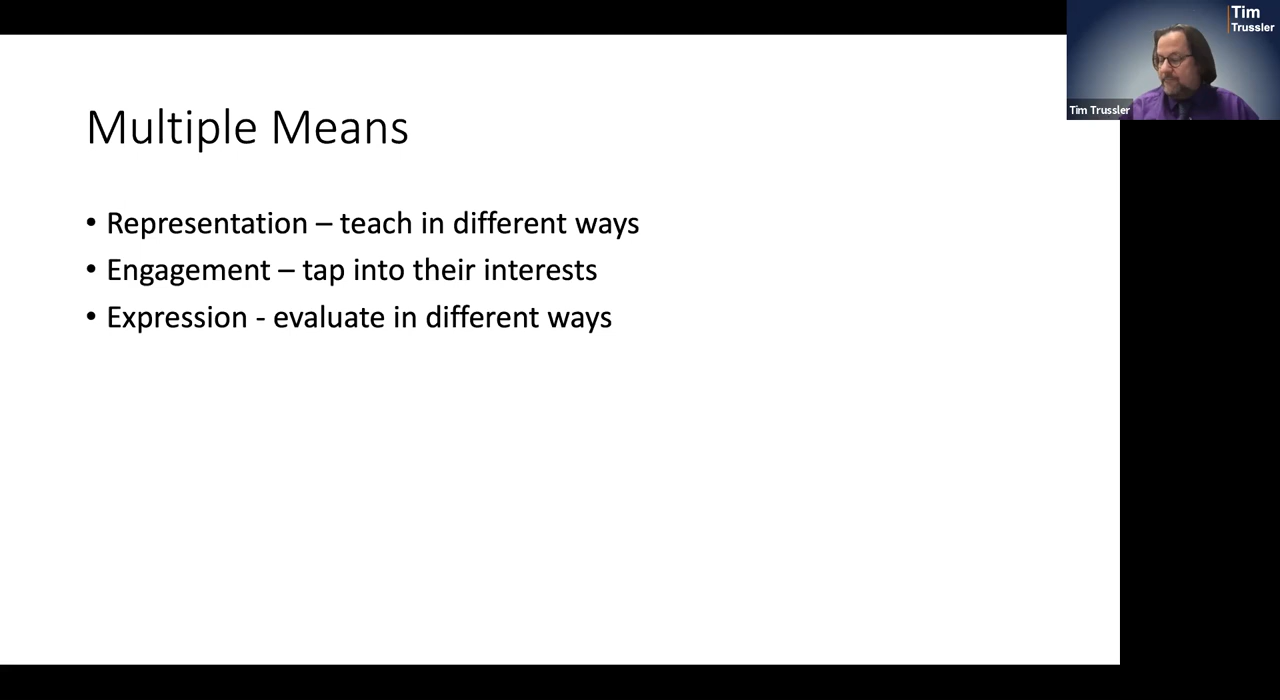 Tim
Trussler
Tim Trussler
Multiple Means
• Representation – teach in different ways
• Engagement – tap into their interests
• Expression - evaluate in different ways